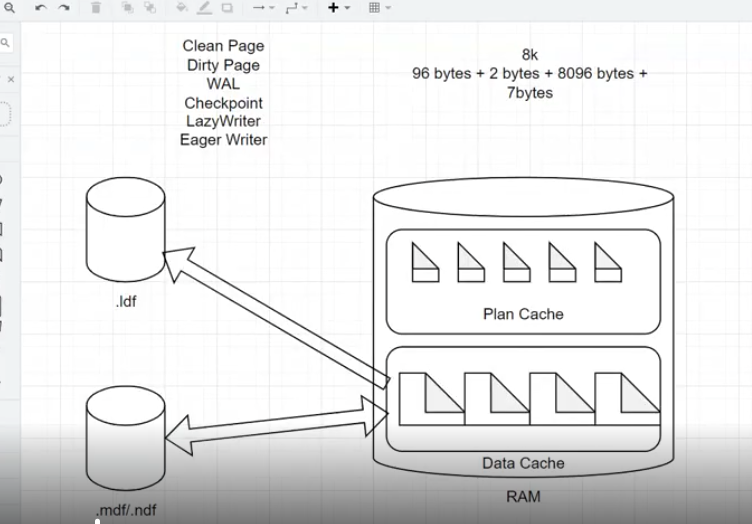 Clean Page
Dirty Page
WAL
Checkpoint
LazyWriter
Eager Writer
8k
96 bytes + 2 bytes + 8096 bytes +
7bytes
.ldf
Plan Cache
Data Cache
.mdf/.ndf
RAM